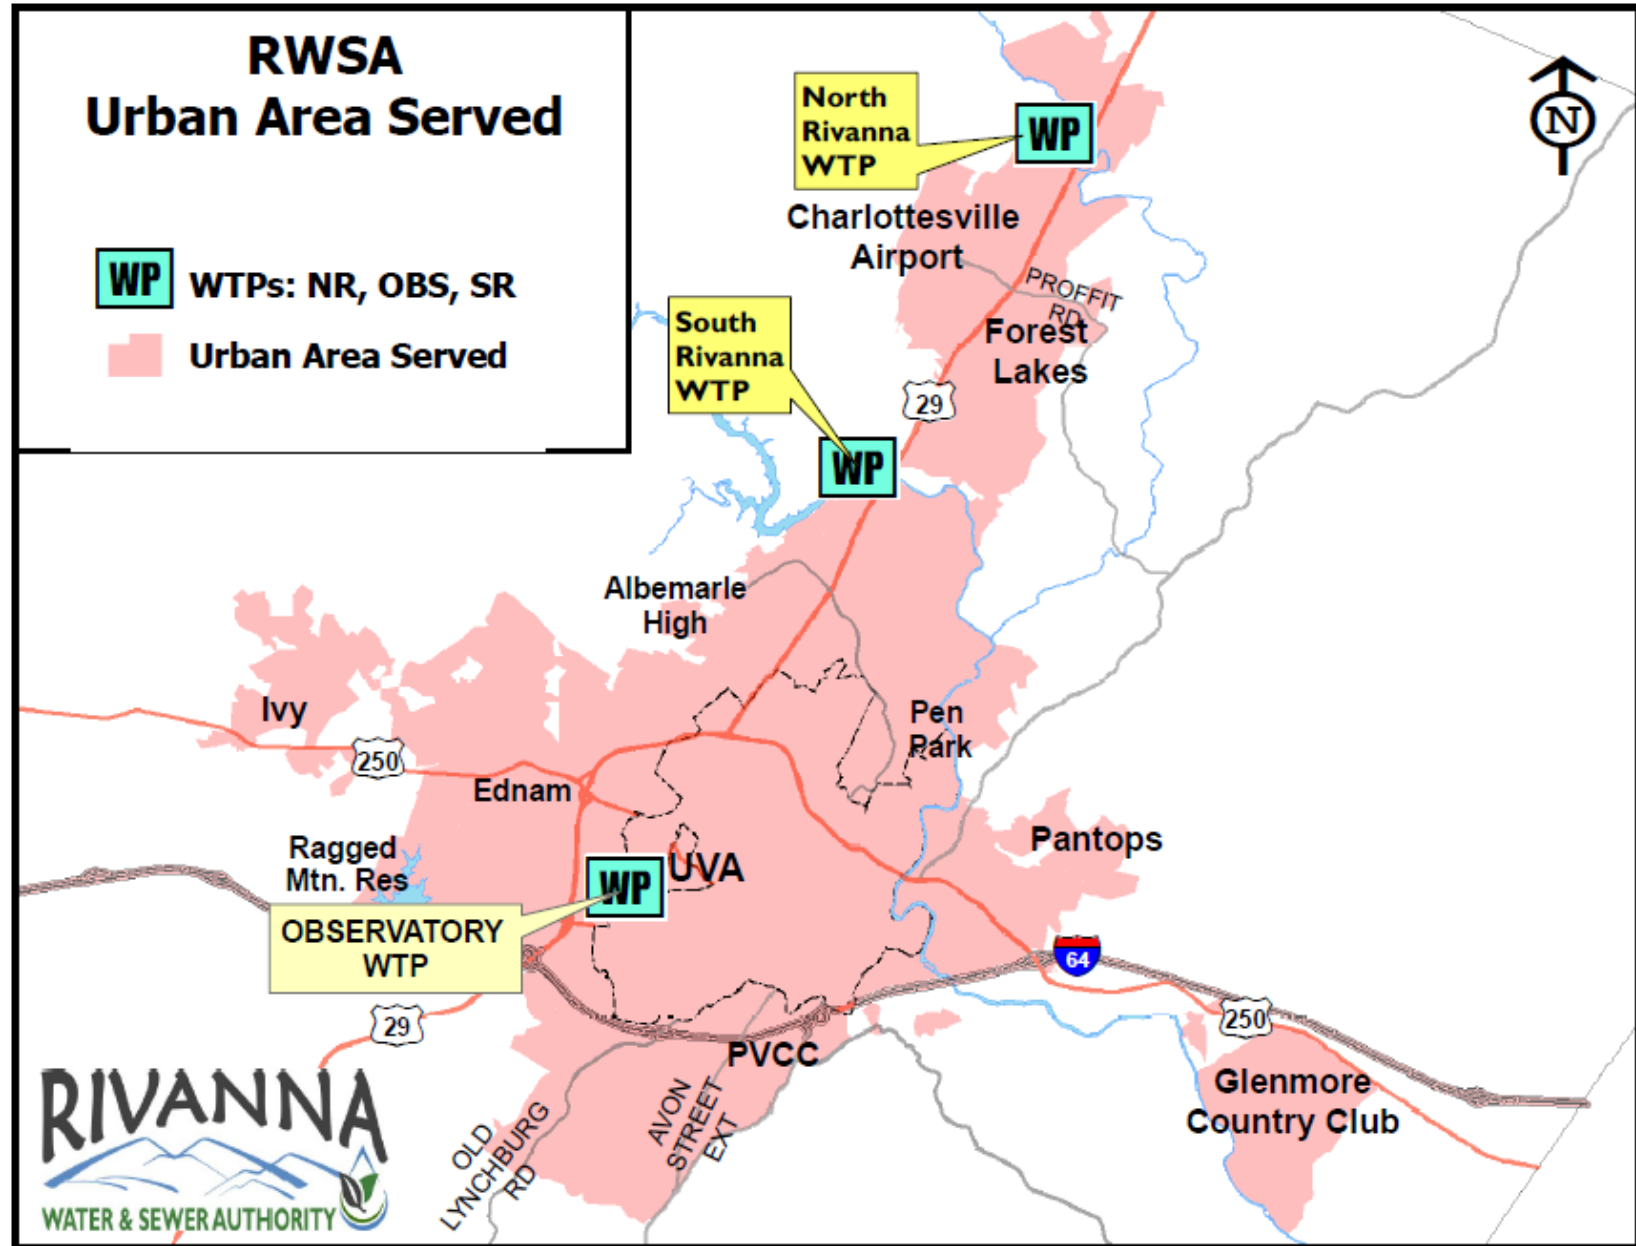 RWSA
Urban Area Served
WP WTPs: NR, OBS, SR
Urban Area Served
North
Rivanna
WTP
WP
N
Charlottesville
Airport
PROFFIT
RD
Forest
Lakes
South
Rivanna
WTP
29
WP
Albemarle
High
Ivy
250
Ednam
Pen
Park
Ragged
Mtn. Res
Pantops
WP
UVA
OBSERVATORY
WTP
64
29
250
PVCC
Glenmore
Country Club
OLD
LYNCHBURG
RD
AVON
STREET
EXT
RIVANNA
WATER & SEWER AUTHORITY